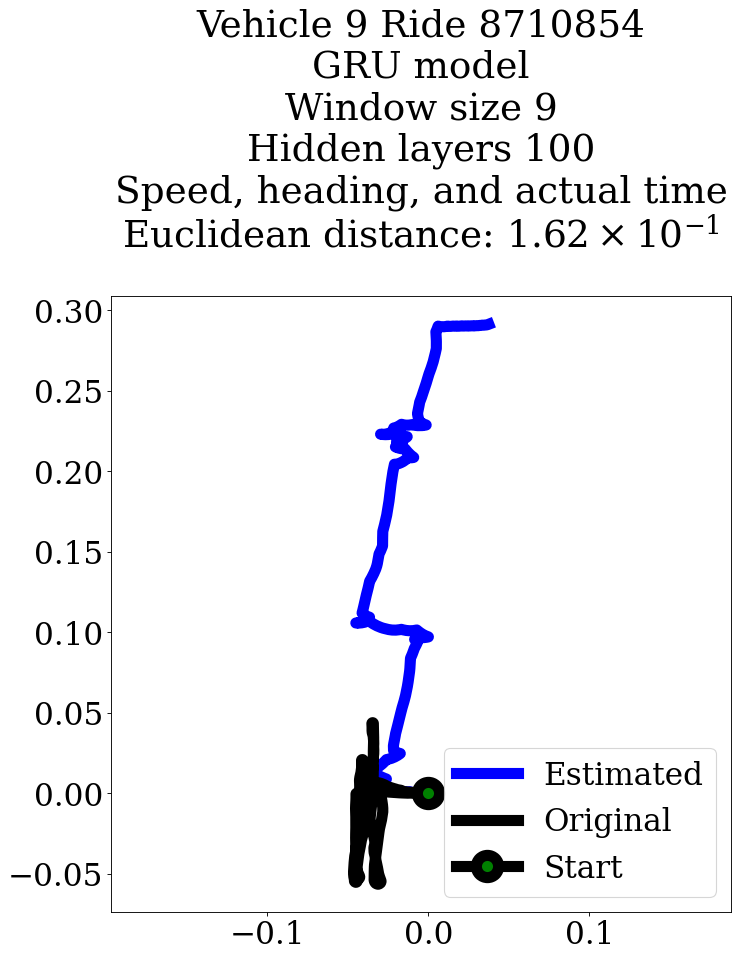 Vehicle 9 Ride 8710854
GRU model
Window size 9
Hidden layers 100
Speed, heading, and actual time
Euclidean distance: 1.62 × 10⁻¹
0.30
0.25
0.20
0.15
0.10
0.05
0.00
−0.05
Estimated
Original
Start
−0.1
0.0
0.1